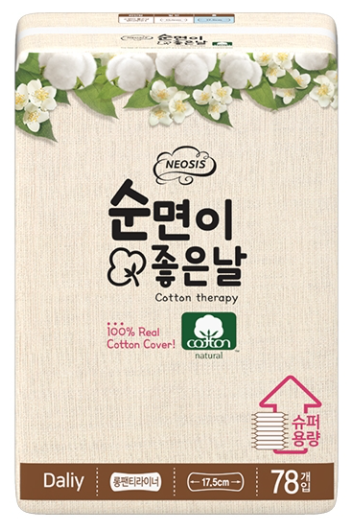 NEOSIS
순면이
좋은날
Cotton therapy
100% Real
Cotton Cover!
cotton
natural
슈퍼
용량
Daliy
롱팬티라이너
17.5cm
78개입